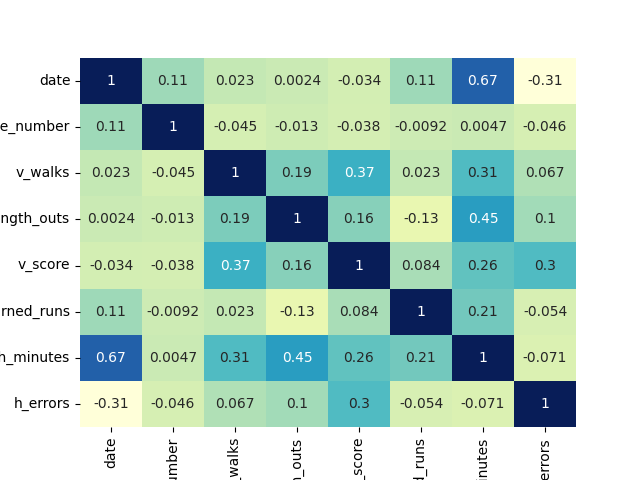 date 1 0.11 0.023 0.0024 -0.034 0.11 0.67 -0.31
e_number 0.11 1 -0.045 -0.013 -0.038 -0.0092 0.0047 -0.046
v_walks 0.023 -0.045 1 0.19 0.37 0.023 0.31 0.067
ngth_outs 0.0024 -0.013 0.19 1 0.16 -0.13 0.45 0.1
v_score -0.034 -0.038 0.37 0.16 1 0.084 0.26 0.3
rned_runs 0.11 -0.0092 0.023 -0.13 0.084 1 0.21 -0.054
h_minutes 0.67 0.0047 0.31 0.45 0.26 0.21 1 -0.071
h_errors -0.31 -0.046 0.067 0.1 0.3 -0.054 -0.071 1
date umber _walks n_outs _score d_runs inutes errors